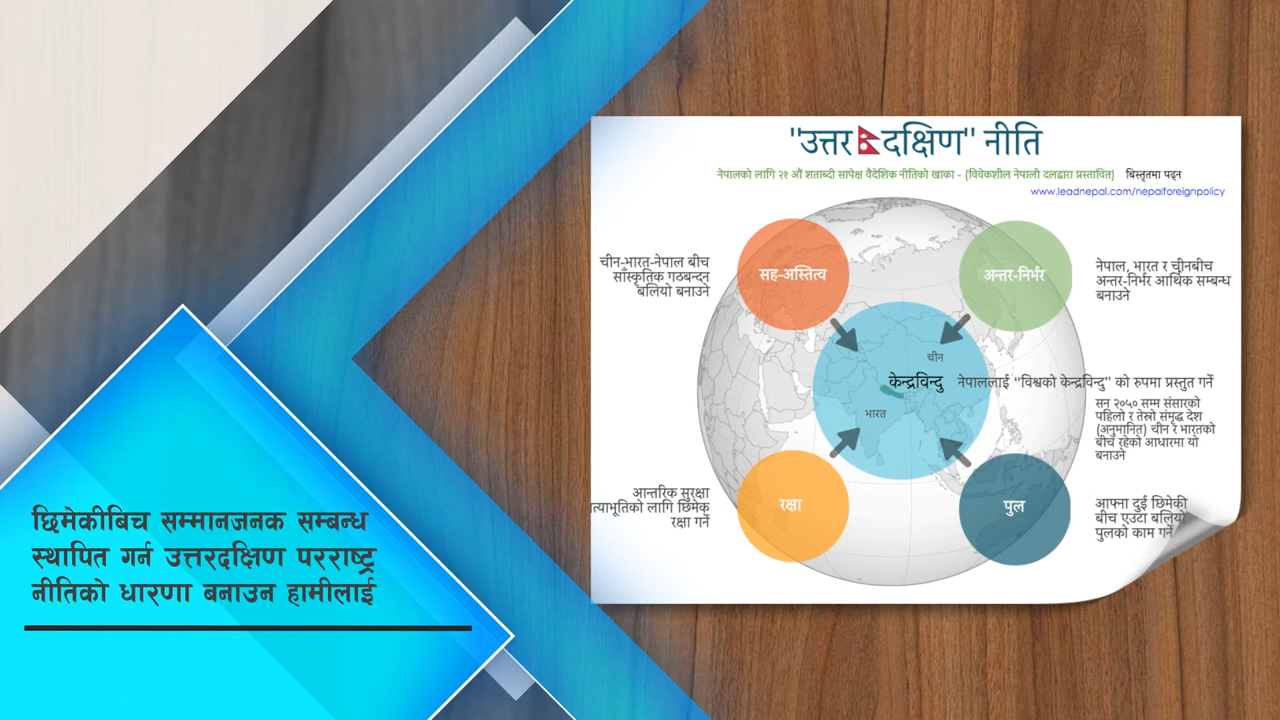 "उत्तर दक्षिण" नीति
नेपालको लागि २१ औं शताब्दी सापेक्ष वैदेशिक नीतिको खाका - (विवेकशील नेपाली दलद्वारा प्रस्तावित) बिस्तृतमा पढ्न
www.leadnepal.com/nepalforeignpolicy
चीन-भारत-नेपाल बीच
साँस्कृतिक गठबन्दन
बलियो बनाउने
सह-अस्तित्व
अन्तर-निर्भर
नेपाल, भारत र चीनबीच
अन्तर-निर्भर आर्थिक सम्बन्ध
बनाउने
चीन
केन्द्रविन्दु
नेपाललाई "विश्वको केन्द्रविन्दु" को रुपमा प्रस्तुत गर्ने
भारत
सन् २०५० सम्म संसारको
पहिलो र तेस्रो समृद्ध देश
(अनुमानित) चीन र भारतको
बीच रहेको आधारमा यो
बनाउने
आन्तरिक सुरक्षा
त्याभूतिको लागि छिमेक
रक्षा गर्ने
रक्षा
पुल
आफ्ना दुई छिमेकी
बीच एउटा बलियो
पुलको काम गर्ने
छिमेकीबिच सम्मानजनक सम्बन्ध
स्थापित गर्न उत्तरदक्षिण परराष्ट्र
नीतिको धारणा बनाउन हामीलाई